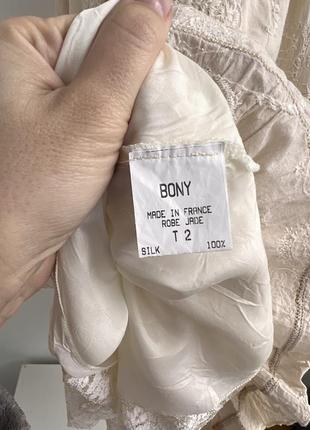 BONY
MADE IN FRANCE
ROBE JADE
T 2
SILK 100%